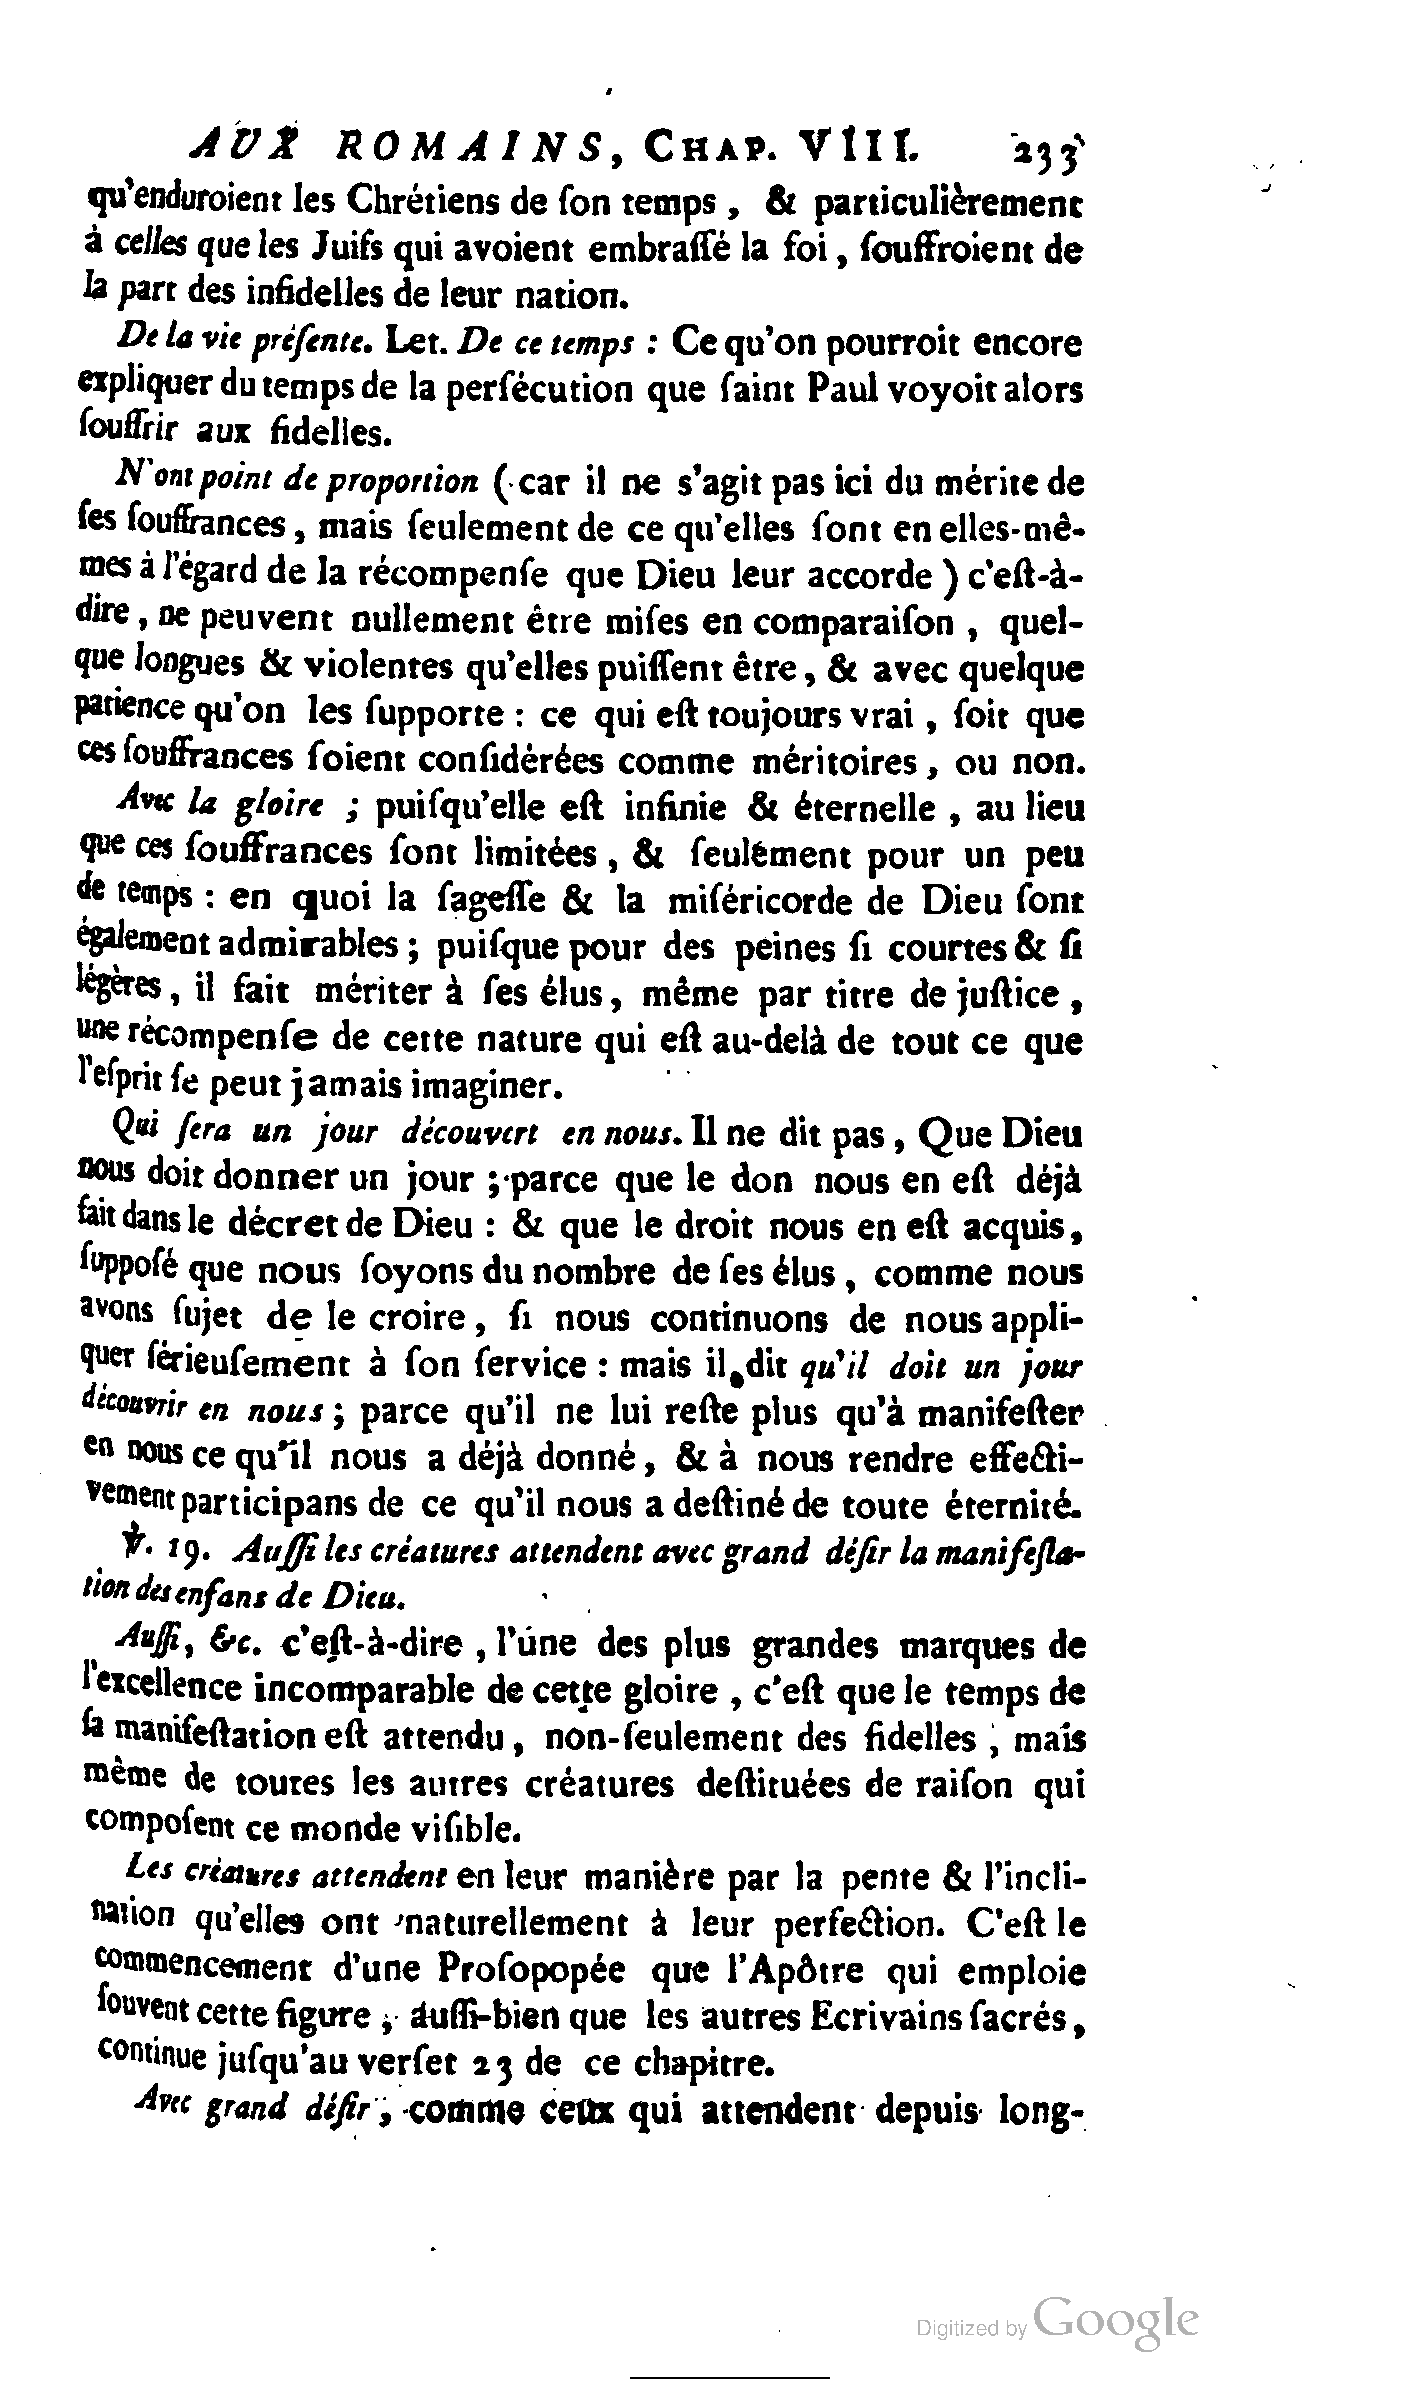 AUX ROMAINS, CHAP. VIII. 233
qu'enduroient les Chrétiens de ſon temps, & particulièrement
à celles que les Juifs qui avoient embraſſé la foi, ſouffroient de
la part des infidelles de leur nation.
De la vie préſente. Let. De ce temps : Ce qu'on pourroit encore
expliquer du temps de la perſécution que ſaint Paul voyoit alors
ſouffrir aux fidelles.
N'ont point de proportion ( car il ne s'agit pas ici du mérite de
ſes ſouffrances, mais ſeulement de ce qu'elles ſont en elles-mê-
mes à l'égard de la récompenſe que Dieu leur accorde ) c'eſt-à-
dire, ne peuvent nullement être miſes en comparaiſon, quel-
que longues & violentes qu'elles puiſſent être, & avec quelque
patience qu'on les ſupporte : ce qui eſt toujours vrai, ſoit que
ces ſouffrances ſoient conſidérées comme méritoires, ou non.
Avec la gloire ; puiſqu'elle eſt infinie & éternelle, au lieu
que ces ſouffrances ſont limitées, & ſeulement pour un peu
de temps : en quoi la ſageſſe & la miſéricorde de Dieu ſont
également admirables ; puiſque pour des peines ſi courtes & ſi
légères, il fait mériter à ſes élus, même par titre de juſtice,
une récompenſe de cette nature qui eſt au-delà de tout ce que
l'eſprit ſe peut jamais imaginer.
Qui ſera un jour découvert en nous. Il ne dit pas, Que Dieu
nous doit donner un jour ; parce que le don nous en eſt déjà
fait dans le décret de Dieu : & que le droit nous en eſt acquis,
ſuppoſé que nous ſoyons du nombre de ſes élus, comme nous
avons ſujet de le croire, ſi nous continuons de nous appli-
quer ſérieuſement à ſon ſervice : mais il dit qu'il doit un jour
découvrir en nous ; parce qu'il ne lui reſte plus qu'à manifeſter
en nous ce qu'il nous a déjà donné, & à nous rendre effecti-
vement participans de ce qu'il nous a deſtiné de toute éternité.
℣. 19. Auſſi les créatures attendent avec grand déſir la manifeſta-
tion des enfans de Dieu.
Auſſi, &c. c'eſt-à-dire, l'une des plus grandes marques de
l'excellence incomparable de cette gloire, c'eſt que le temps de
ſa manifeſtation eſt attendu, non-ſeulement des fidelles, mais
même de toutes les autres créatures deſtituées de raiſon qui
compoſent ce monde viſible.
Les créatures attendent en leur manière par la pente & l'incli-
nation qu'elles ont naturellement à leur perfection. C'eſt le
commencement d'une Proſopopée que l'Apôtre qui emploie
ſouvent cette figure, auſſi-bien que les autres Ecrivains ſacrés,
continue juſqu'au verſet 23 de ce chapitre.
Avec grand déſir, comme ceux qui attendent depuis long-
Digitized by Google